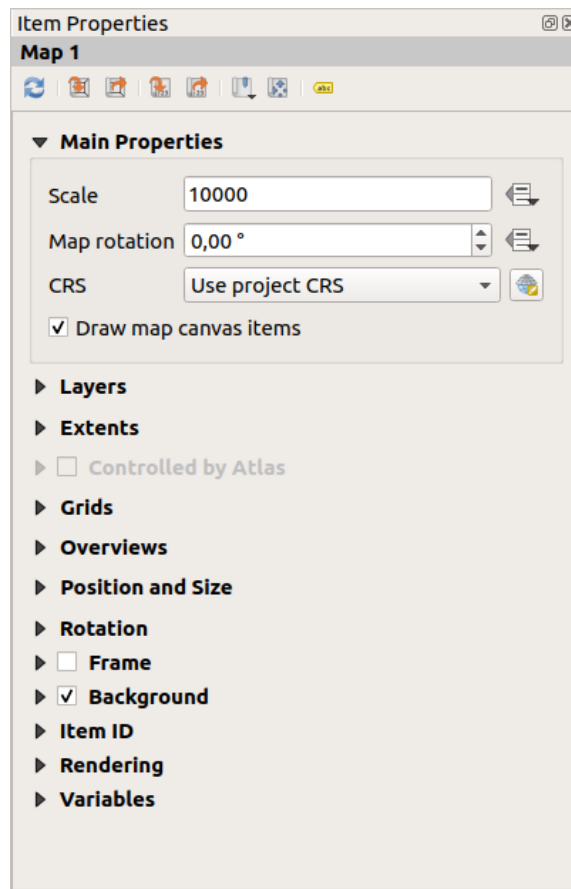 Item Properties
Map 1
abc
Main Properties
Scale 10000
Map rotation 0,00 °
CRS Use project CRS
Draw map canvas items
Layers
Extents
Controlled by Atlas
Grids
Overviews
Position and Size
Rotation
Frame
Background
Item ID
Rendering
Variables